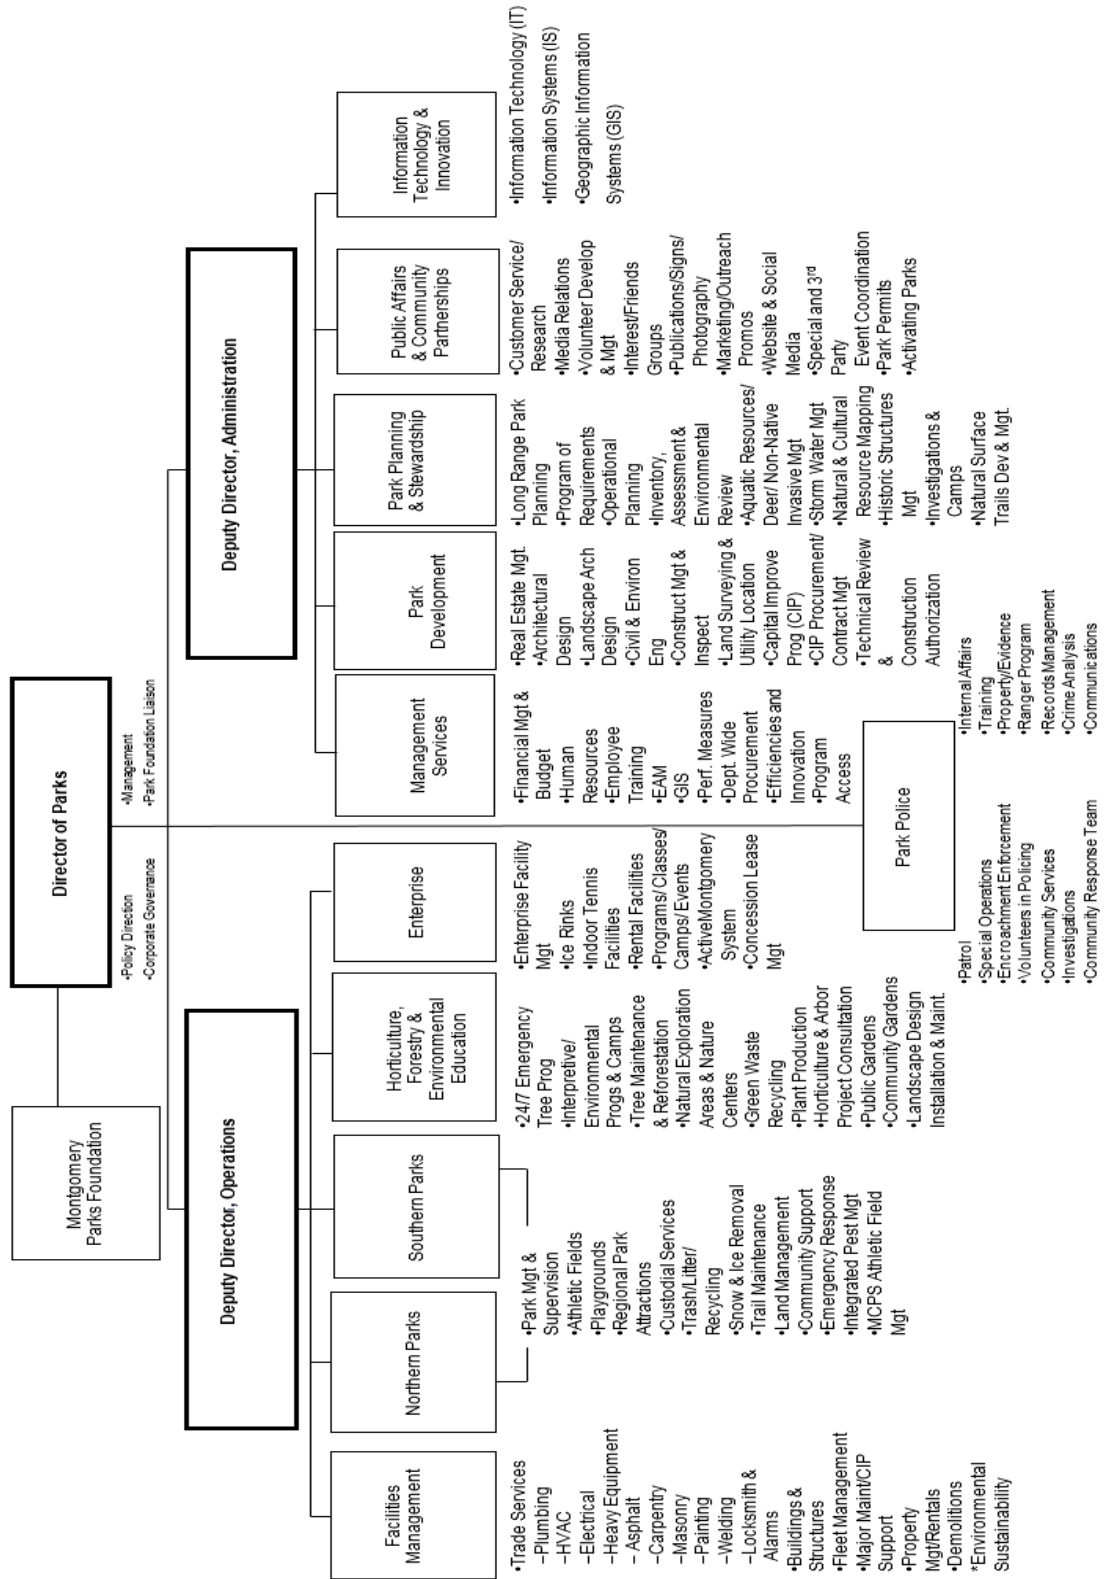 Montgomery
Parks Foundation
Director of Parks
•Policy Direction
•Corporate Governance
•Management
•Park Foundation Liaison
Deputy Director, Operations
Deputy Director, Administration
Facilities
Management
•Trade Services
–Plumbing
–HVAC
–Electrical
–Heavy Equipment
– Asphalt
–Carpentry
–Masonry
–Painting
–Welding
–Locksmith &
Alarms
•Buildings &
Structures
•Fleet Management
•Major Maint/CIP
Support
•Property
Mgt/Rentals
•Demolitions
*Environmental
Sustainability
Northern Parks
Southern Parks
•Park Mgt &
Supervision
•Athletic Fields
•Playgrounds
•Regional Park
Attractions
•Custodial Services
•Trash/Litter/
Recycling
•Snow & Ice Removal
•Trail Maintenance
•Land Management
•Community Support
•Emergency Response
•Integrated Pest Mgt
•MCPS Athletic Field
Mgt
Horticulture,
Forestry &
Environmental
Education
•24/7 Emergency
Tree Prog
•Interpretive/
Environmental
Progs & Camps
•Tree Maintenance
& Reforestation
•Natural Exploration
Areas & Nature
Centers
•Green Waste
Recycling
•Plant Production
•Horticulture & Arbor
Project Consultation
•Public Gardens
•Community Gardens
•Landscape Design
Installation & Maint.
Enterprise
•Enterprise Facility
Mgt
•Ice Rinks
•Indoor Tennis
Facilities
•Rental Facilities
•Programs/ Classes/
Camps/ Events
•ActiveMontgomery
System
•Concession Lease
Mgt
Management
Services
•Financial Mgt &
Budget
•Human
Resources
•Employee
Training
•EAM
•GIS
•Perf. Measures
•Dept. Wide
Procurement
•Efficiencies and
Innovation
•Program
Access
Park
Development
•Real Estate Mgt.
•Architectural
Design
•Landscape Arch
Design
•Civil & Environ
Eng
•Construct Mgt &
Inspect
•Land Surveying &
Utility Location
•Capital Improve
Prog (CIP)
•CIP Procurement/
Contract Mgt
•Technical Review
&
Construction
Authorization
Park Planning
& Stewardship
•Long Range Park
Planning
•Program of
Requirements
•Operational
Planning
•Inventory,
Assessment &
Environmental
Review
•Aquatic Resources/
Deer/ Non-Native
Invasive Mgt
•Storm Water Mgt
•Natural & Cultural
Resource Mapping
•Historic Structures
Mgt
•Investigations &
Camps
•Natural Surface
Trails Dev & Mgt.
Public Affairs
& Community
Partnerships
•Customer Service/
Research
•Media Relations
•Volunteer Develop
& Mgt
•Interest/Friends
Groups
•Publications/Signs/
Photography
•Marketing/Outreach
Promos
•Website & Social
Media
•Special and 3rd
Party
Event Coordination
•Park Permits
•Activating Parks
Information
Technology &
Innovation
•Information Technology (IT)
•Information Systems (IS)
•Geographic Information
Systems (GIS)
Park Police
•Patrol
•Special Operations
•Encroachment Enforcement
•Volunteers in Policing
•Community Services
•Investigations
•Community Response Team
•Internal Affairs
•Training
•Property/Evidence
•Ranger Program
•Records Management
•Crime Analysis
•Communications